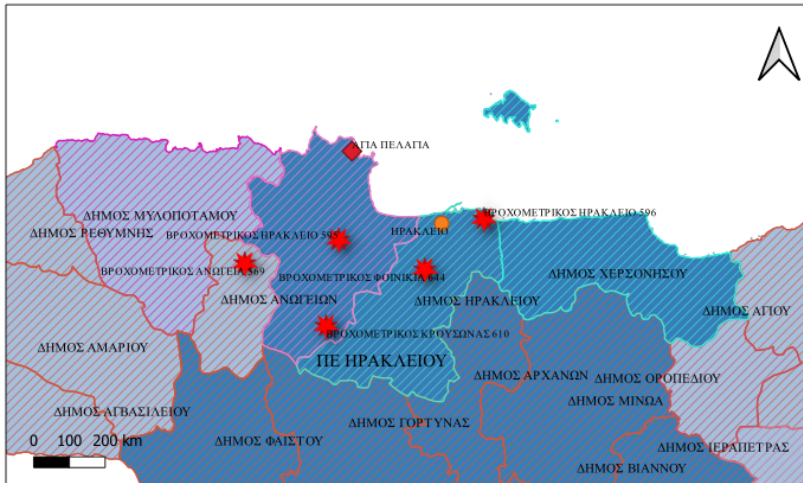 ΑΓΙΑ ΠΕΛΑΓΙΑ
ΔΗΜΟΣ ΜΥΛΟΠΟΤΑΜΟΥ
ΒΡΟΧΟΜΕΤΡΙΚΟΣ ΗΡΑΚΛΕΙΟ 596
ΔΗΜΟΣ ΡΕΘΥΜΝΗΣ
ΒΡΟΧΟΜΕΤΡΙΚΟΣ ΗΡΑΚΛΕΙΟ
ΗΡΑΚΛΕΙΟ
ΒΡΟΧΟΜΕΤΡΙΚΟΣ ΑΝΩΓΕΙΑ 569
ΒΡΟΧΟΜΕΤΡΙΚΟΣ ΦΟΙΝΙΚΙΑ 644
ΔΗΜΟΣ ΧΕΡΣΟΝΗΣΟΥ
ΔΗΜΟΣ ΑΝΩΓΕΙΩΝ
ΔΗΜΟΣ ΗΡΑΚΛΕΙΟΥ
ΔΗΜΟΣ ΑΓΙΟΥ
ΒΡΟΧΟΜΕΤΡΙΚΟΣ ΚΡΟΥΣΩΝΑΣ 610
ΔΗΜΟΣ ΑΜΑΡΙΟΥ
ΠΕ ΗΡΑΚΛΕΙΟΥ
ΔΗΜΟΣ ΑΡΧΑΝΩΝ
ΔΗΜΟΣ ΟΡΟΠΕΔΙΟΥ
ΔΗΜΟΣ ΜΙΝΩΑ
ΔΗΜΟΣ ΑΓΒΑΣΙΛΕΙΟΥ
ΔΗΜΟΣ ΓΟΡΤΥΝΑΣ
ΔΗΜΟΣ ΦΑΙΣΤΟΥ
ΔΗΜΟΣ ΙΕΡΑΠΕΤΡΑΣ
ΔΗΜΟΣ ΒΙΑΝΝΟΥ
0 100 200 km